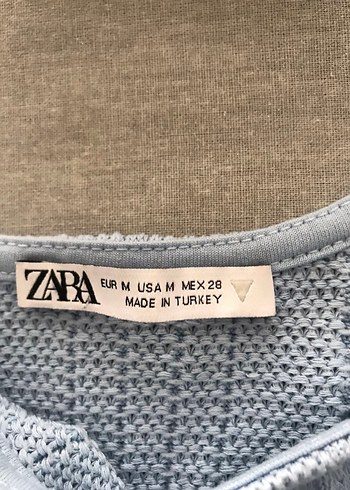 ZARA
EUR M USA M MEX 28
MADE IN TURKEY